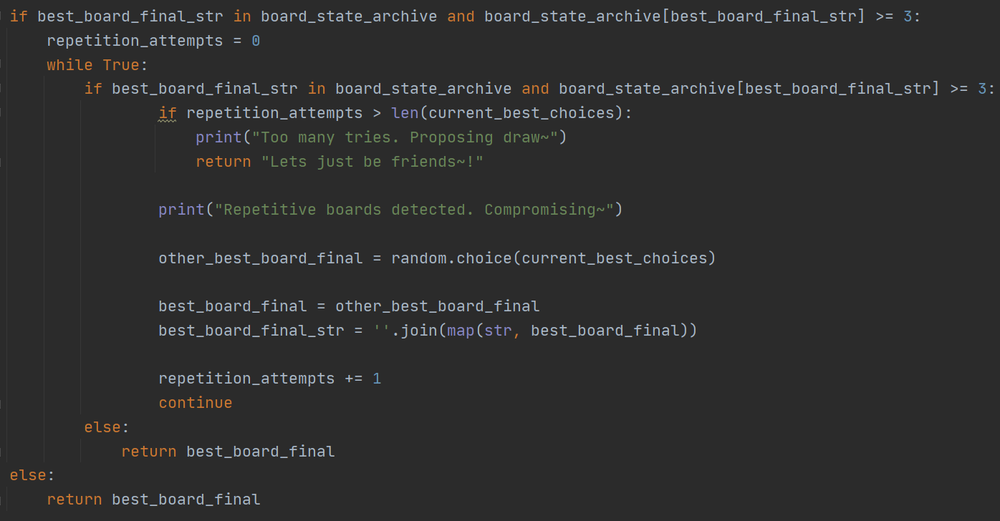 if best_board_final_str in board_state_archive and board_state_archive[best_board_final_str] >= 3:
    repetition_attempts = 0
    while True:
        if best_board_final_str in board_state_archive and board_state_archive[best_board_final_str] >= 3:
                if repetition_attempts > len(current_best_choices):
                    print("Too many tries. Proposing draw~")
                    return "Lets just be friends~!"

                print("Repetitive boards detected. Compromising~")

                other_best_board_final = random.choice(current_best_choices)

                best_board_final = other_best_board_final
                best_board_final_str = ''.join(map(str, best_board_final))

                repetition_attempts += 1
                continue
        else:
            return best_board_final
else:
    return best_board_final